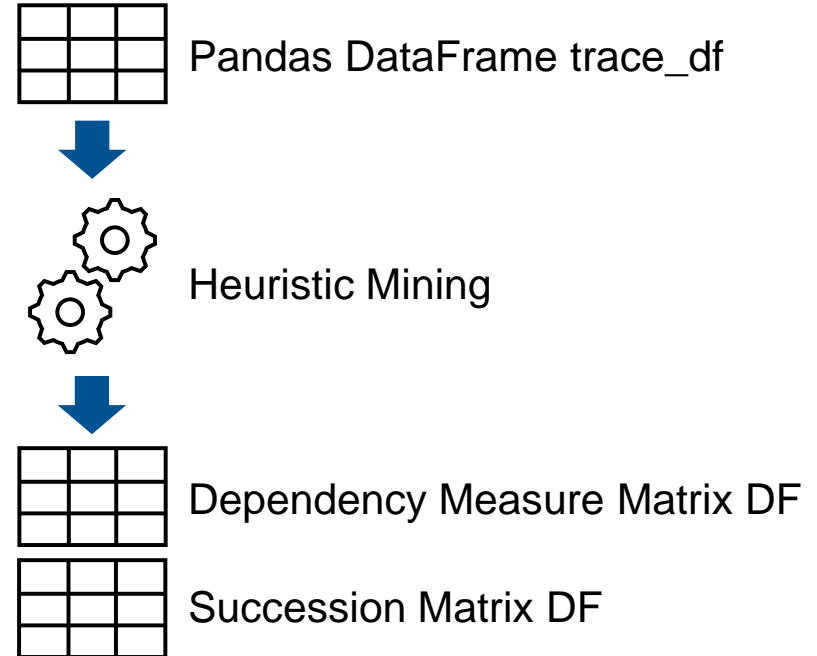 Pandas DataFrame trace_df
Heuristic Mining
Dependency Measure Matrix DF
Succession Matrix DF